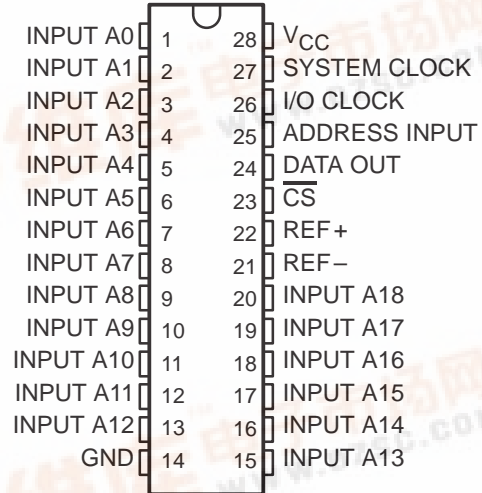 INPUT A0 1 28 VCC
INPUT A1 2 27 SYSTEM CLOCK
INPUT A2 3 26 I/O CLOCK
INPUT A3 4 25 ADDRESS INPUT
INPUT A4 5 24 DATA OUT
INPUT A5 6 23 CS
INPUT A6 7 22 REF+
INPUT A7 8 21 REF–
INPUT A8 9 20 INPUT A18
INPUT A9 10 19 INPUT A17
INPUT A10 11 18 INPUT A16
INPUT A11 12 17 INPUT A15
INPUT A12 13 16 INPUT A14
GND 14 15 INPUT A13